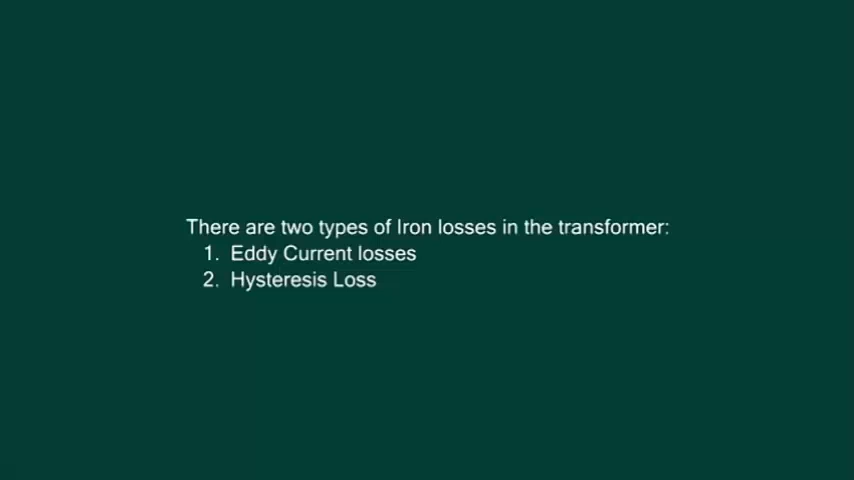 There are two types of Iron losses in the transformer:
1. Eddy Current losses
2. Hysteresis Loss